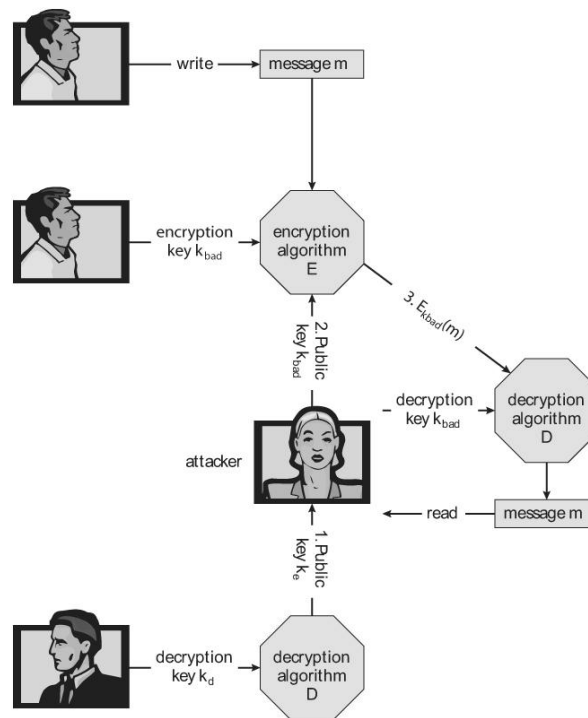 write
message m
encryption
key k_bad
encryption
algorithm
E
3. E_kbad(m)
2. Public
key k_bad
decryption
key k_bad
decryption
algorithm
D
attacker
read
message m
1. Public
key k_e
decryption
key k_d
decryption
algorithm
D